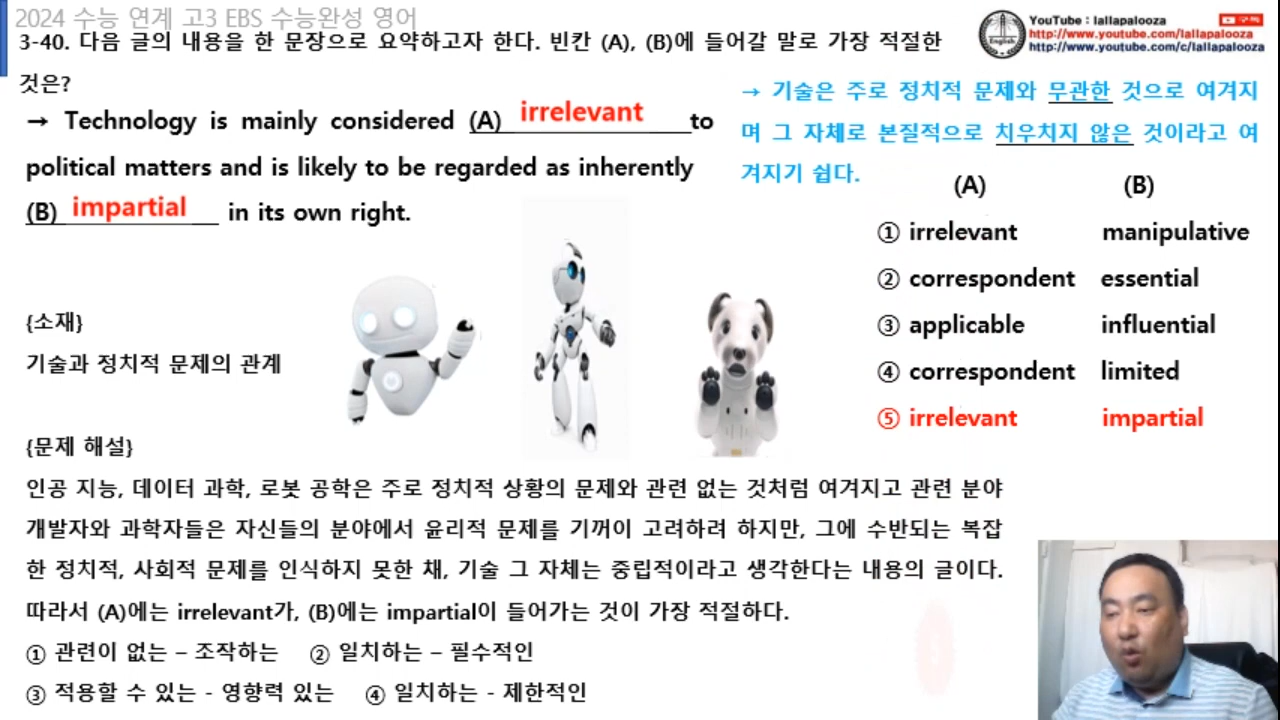 2024 수능 연계 고3 EBS 수능완성 영어
3-40. 다음 글의 내용을 한 문장으로 요약하고자 한다. 빈칸 (A), (B)에 들어갈 말로 가장 적절한
것은?
YouTube : lallapalooza
구독
http://www.youtube.com/lallapalooza
http://www.youtube.com/c/lallapalooza
English
→ Technology is mainly considered (A) irrelevant to
political matters and is likely to be regarded as inherently
(B) impartial in its own right.
→ 기술은 주로 정치적 문제와 무관한 것으로 여겨지
며 그 자체로 본질적으로 치우치지 않은 것이라고 여
겨지기 쉽다.
(A) (B)
① irrelevant manipulative
② correspondent essential
③ applicable influential
④ correspondent limited
⑤ irrelevant impartial
{소재}
기술과 정치적 문제의 관계
{문제 해설}
인공 지능, 데이터 과학, 로봇 공학은 주로 정치적 상황의 문제와 관련 없는 것처럼 여겨지고 관련 분야
개발자와 과학자들은 자신들의 분야에서 윤리적 문제를 기꺼이 고려하려 하지만, 그에 수반되는 복잡
한 정치적, 사회적 문제를 인식하지 못한 채, 기술 그 자체는 중립적이라고 생각한다는 내용의 글이다.
따라서 (A)에는 irrelevant가, (B)에는 impartial이 들어가는 것이 가장 적절하다.
① 관련이 없는 – 조작하는 ② 일치하는 – 필수적인
③ 적용할 수 있는 - 영향력 있는 ④ 일치하는 - 제한적인